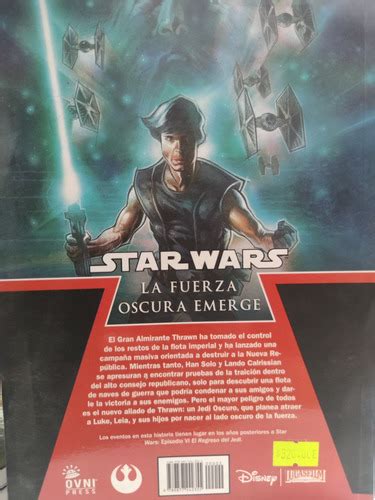 STAR WARS
LA FUERZA
OSCURA EMERGE
El Gran Almirante Thrawn ha tomado el control
de los restos de la flota imperial y ha lanzado una
campaña masiva orientada a destruir a la Nueva Re-
pública. Mientras tanto, Han Solo y Lando Calrissian
se apresuran a encontrar pruebas de la traición dentro
del alto consejo republicano, solo para descubrir una flota
de naves de guerra que podría condenar a sus amigos y dar-
le la victoria a sus enemigos. Pero el mayor peligro de todos
es el nuevo aliado de Thrawn: un Jedi Oscuro, que planea atraer
a Luke, Leia, y sus hijos por nacer al lado oscuro de la fuerza.
Los eventos en esta historia tienen lugar en los años posteriores a Star
Wars: Episodio VI El Regreso del Jedi.
OVNI
PRESS
Disney
LUCASFILM